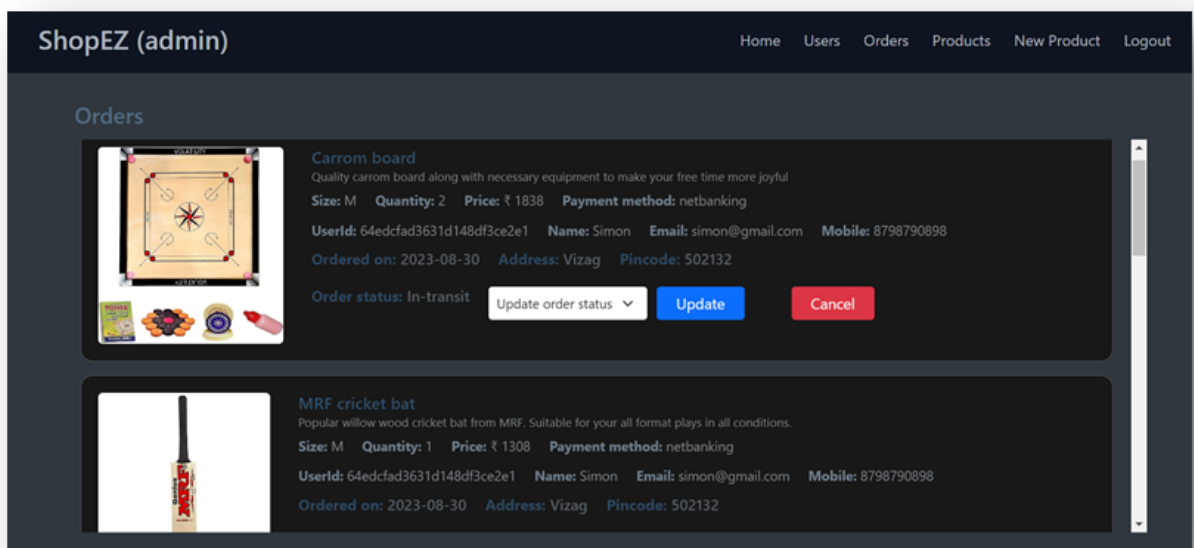 ShopEZ (admin)
Home Users Orders Products New Product Logout
Orders
Carrom board
Quality carrom board along with necessary equipment to make your free time more joyful
Size: M Quantity: 2 Price: ₹ 1838 Payment method: netbanking
UserId: 64edcfad3631d148df3ce2e1 Name: Simon Email: simon@gmail.com Mobile: 8798790898
Ordered on: 2023-08-30 Address: Vizag Pincode: 502132
Order status: In-transit Update order status Update Cancel
MRF cricket bat
Popular willow wood cricket bat from MRF. Suitable for your all format plays in all conditions.
Size: M Quantity: 1 Price: ₹ 1308 Payment method: netbanking
UserId: 64edcfad3631d148df3ce2e1 Name: Simon Email: simon@gmail.com Mobile: 8798790898
Ordered on: 2023-08-30 Address: Vizag Pincode: 502132
MRF
Genius